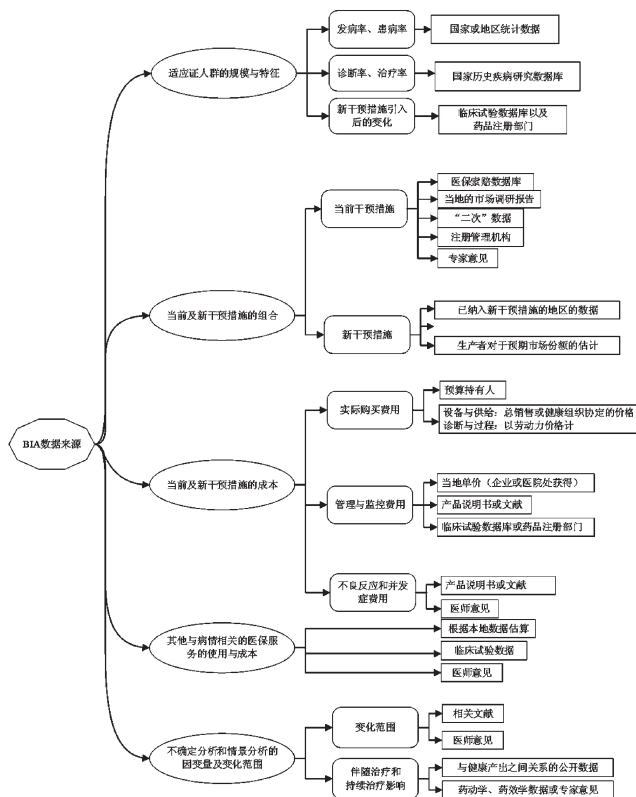 BIA数据来源
适应证人群的规模与特征
发病率、患病率
国家或地区统计数据
诊断率、治疗率
国家历史疾病研究数据库
新干预措施引入
后的变化
临床试验数据库以及
药品注册部门
当前及新干预措施的组合
当前干预措施
医保索赔数据库
当地的市场调研报告
“二次”数据
注册管理机构
专家意见
新干预措施
已纳入新干预措施的地区的数据
生产者对于预期市场份额的估计
当前及新干预措施的成本
实际购买费用
预算持有人
设备与供给：总销售或健康组织协定的价格
诊断与过程：以劳动力价格计
管理与监控费用
当地单价（企业或医院处获得）
产品说明书或文献
临床试验数据库或药品注册部门
不良反应和并发
症费用
产品说明书或文献
医师意见
其他与病情相关的医保服
务的使用与成本
根据本地数据估算
临床试验数据
医师意见
不确定分析和情景分析的
因变量及变化范围
变化范围
相关文献
医师意见
伴随治疗和
持续治疗影响
与健康产出之间关系的公开数据
药动学、药效学数据或专家意见